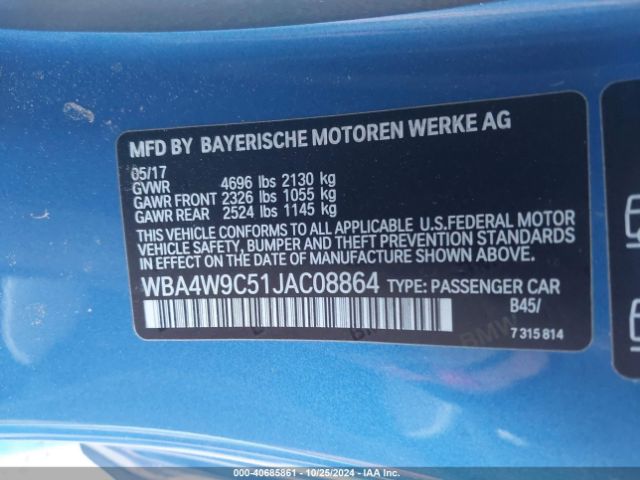 MFD BY BAYERISCHE MOTOREN WERKE AG
05/17
GVWR 4696 lbs 2130 kg
GAWR FRONT 2326 lbs 1055 kg
GAWR REAR 2524 lbs 1145 kg
THIS VEHICLE CONFORMS TO ALL APPLICABLE U.S.FEDERAL MOTOR
VEHICLE SAFETY, BUMPER AND THEFT PREVENTION STANDARDS
IN EFFECT ON THE DATE OF MANUFACTURE SHOWN ABOVE.
WBA4W9C51JAC08864 TYPE: PASSENGER CAR
B45/
BMW
7 315 814
000-40685861 - 10/25/2024 - IAA Inc.